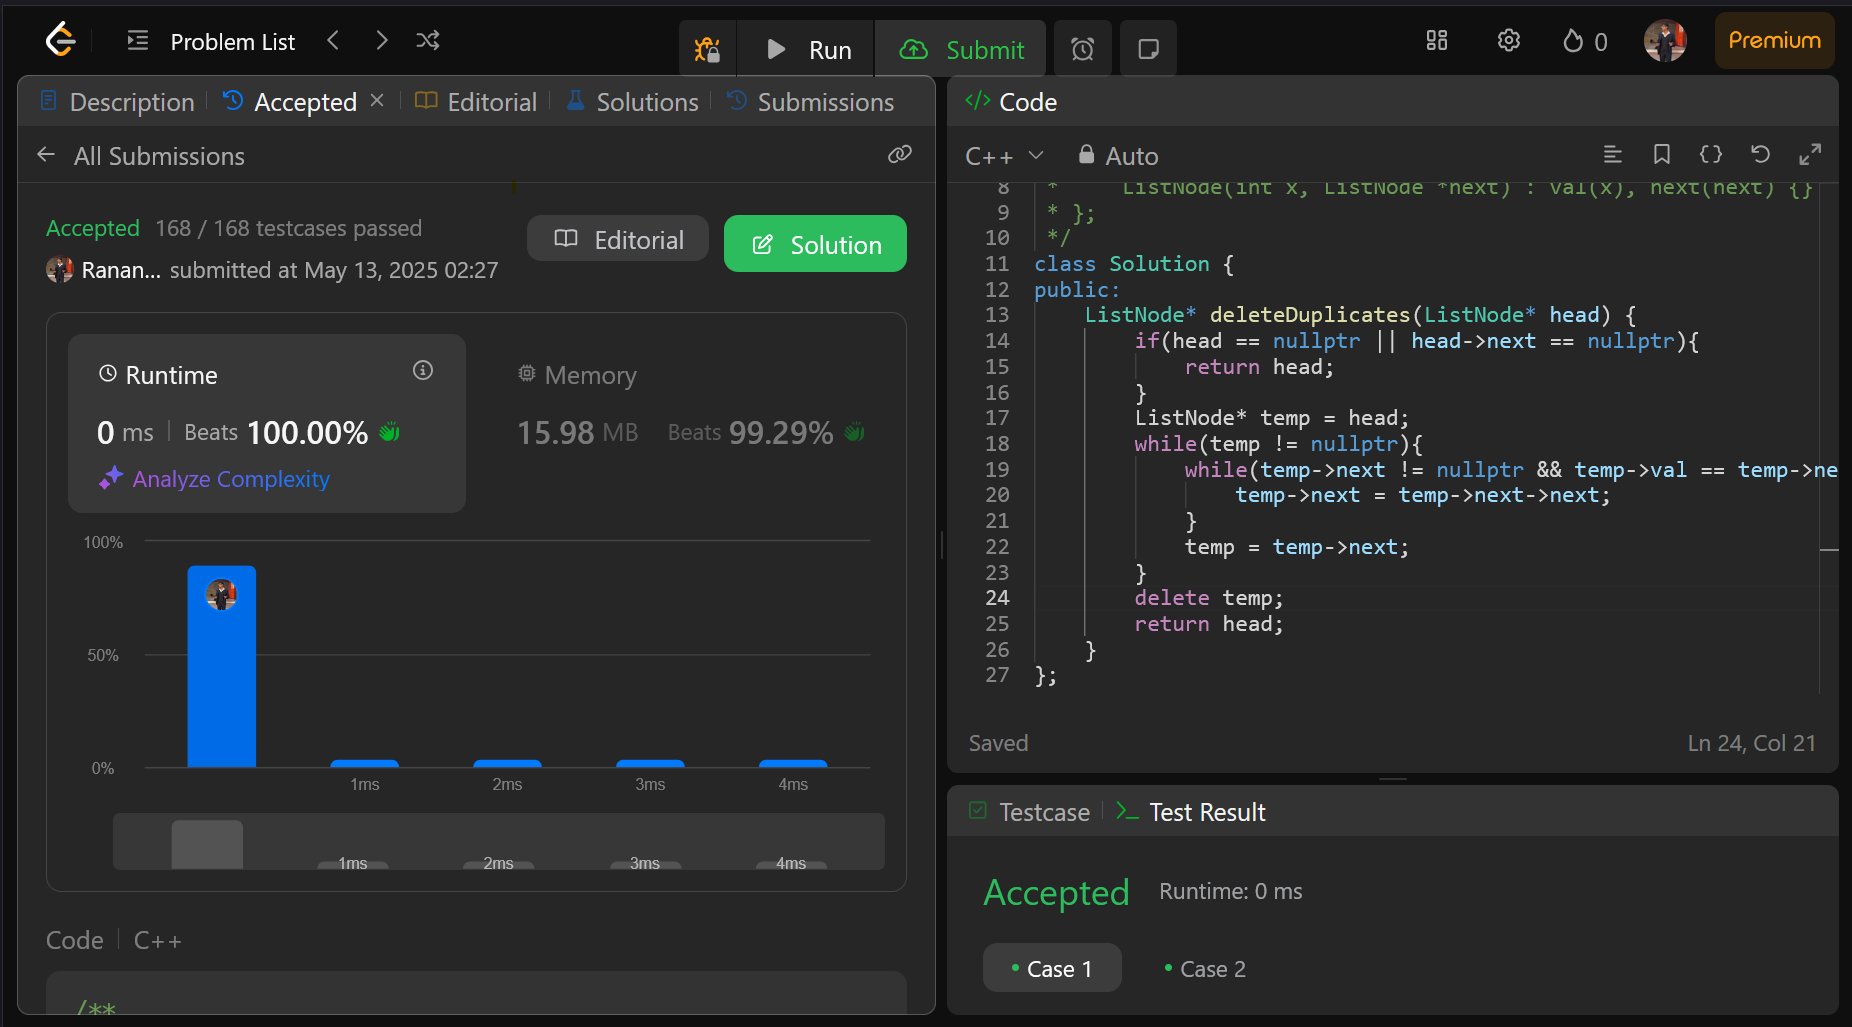 Problem List
Run
Submit
0
Premium
Description
Accepted
Editorial
Solutions
Submissions
All Submissions
Accepted 168 / 168 testcases passed
Ranan... submitted at May 13, 2025 02:27
Editorial
Solution
Runtime
0 ms Beats 100.00%
Analyze Complexity
Memory
15.98 MB Beats 99.29%
100%
50%
0%
1ms 2ms 3ms 4ms
1ms 2ms 3ms 4ms
Code C++
/**
</> Code
C++ Auto
8 * ListNode(int x, ListNode *next) : val(x), next(next) {}
9 * };
10 */
11 class Solution {
12 public:
13 ListNode* deleteDuplicates(ListNode* head) {
14 if(head == nullptr || head->next == nullptr){
15 return head;
16 }
17 ListNode* temp = head;
18 while(temp != nullptr){
19 while(temp->next != nullptr && temp->val == temp->ne
20 temp->next = temp->next->next;
21 }
22 temp = temp->next;
23 }
24 delete temp;
25 return head;
26 }
27 };
Saved
Ln 24, Col 21
Testcase
>_ Test Result
Accepted Runtime: 0 ms
• Case 1
• Case 2